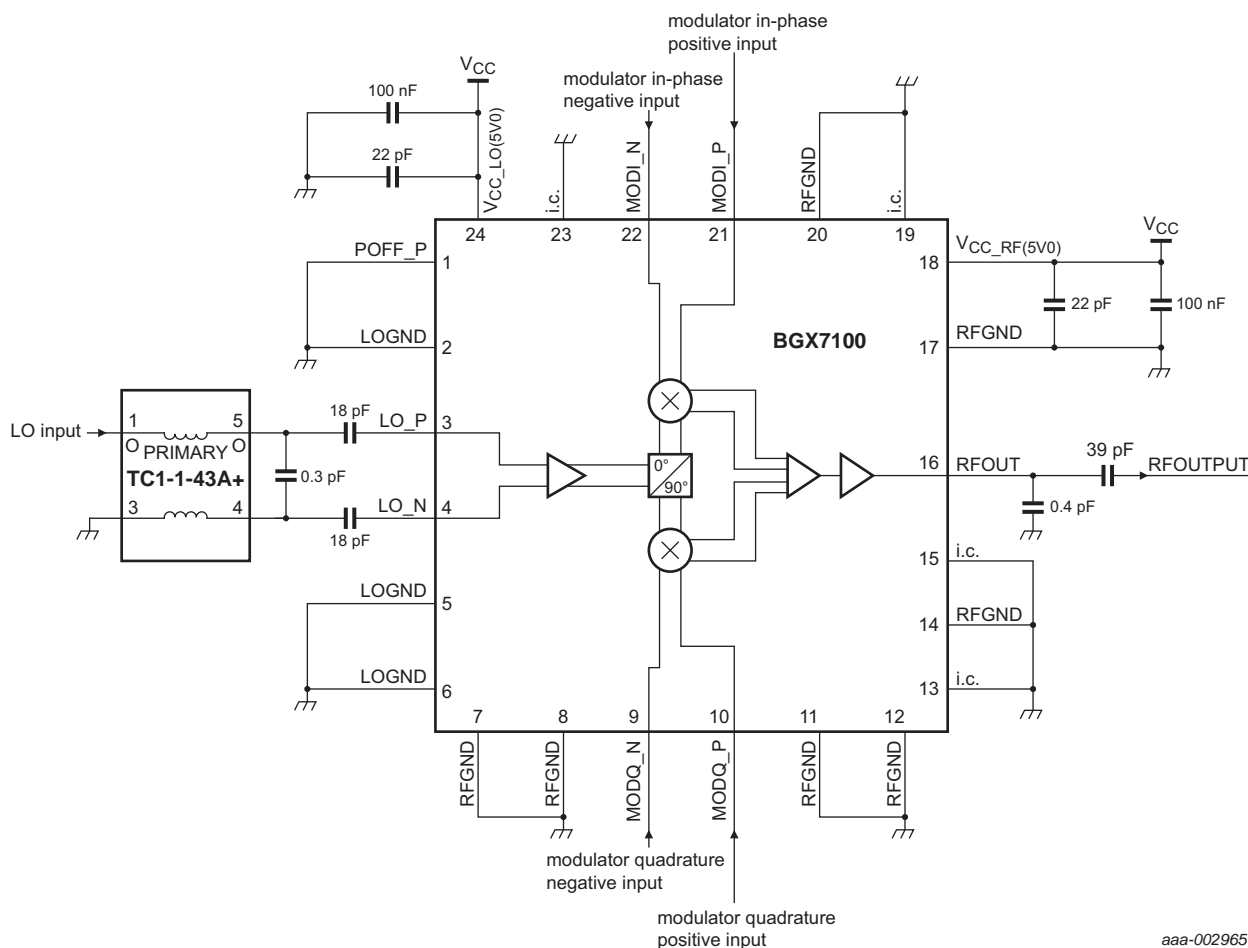 modulator in-phase
positive input
modulator in-phase
negative input
VCC
100 nF
22 pF
VCC_LO(5V0)
i.c.
MODI_N
MODI_P
RFGND
i.c.
24
23
22
21
20
19
POFF_P
1
LOGND
2
18
VCC_RF(5V0)
VCC
22 pF
100 nF
17
RFGND
BGX7100
LO input
1
5
O
PRIMARY
O
TC1-1-43A+
3
4
18 pF
0.3 pF
18 pF
LO_P
3
LO_N
4
0°
90°
16
RFOUT
39 pF
RFOUTPUT
0.4 pF
LOGND
5
LOGND
6
15
i.c.
14
RFGND
13
i.c.
7
8
9
10
11
12
RFGND
RFGND
MODQ_N
MODQ_P
RFGND
RFGND
modulator quadrature
negative input
modulator quadrature
positive input
aaa-002965